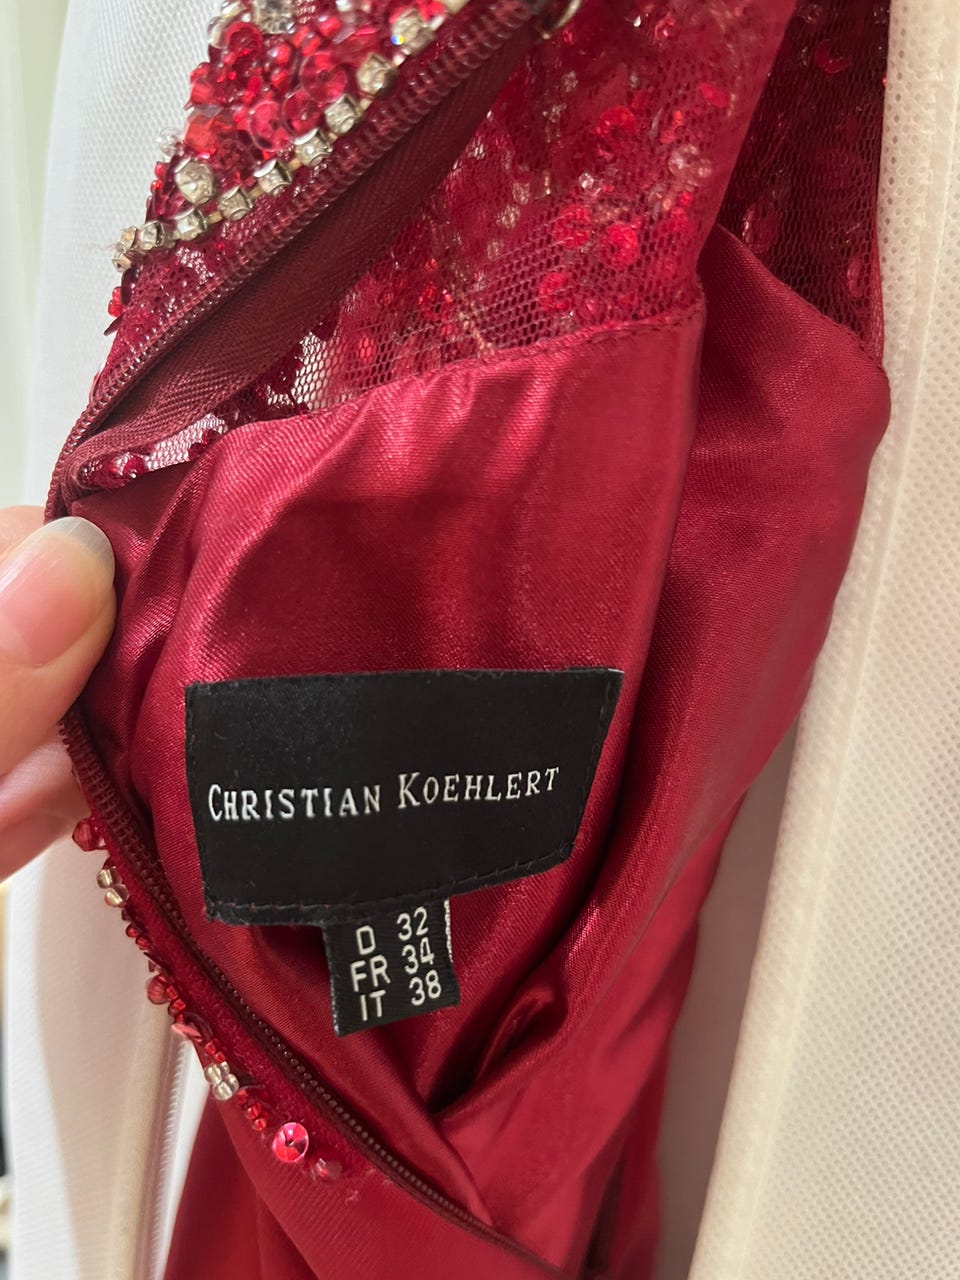 CHRISTIAN KOEHLERT
D 32
FR 34
IT 38